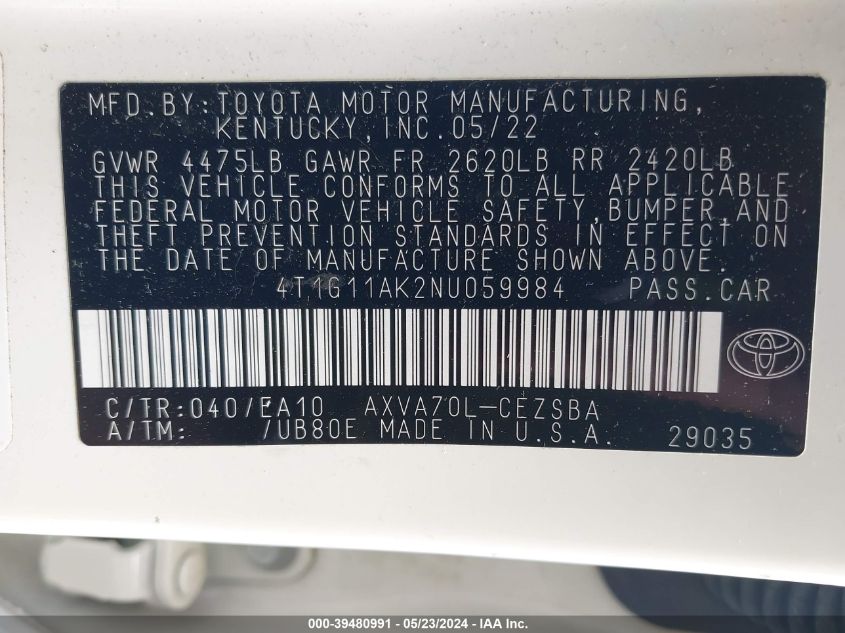 MFD.BY:TOYOTA MOTOR MANUFACTURING,
KENTUCKY,INC.05/22
GVWR 4475LB GAWR FR 2620LB RR 2420LB
THIS VEHICLE CONFORMS TO ALL APPLICABLE
FEDERAL MOTOR VEHICLE SAFETY,BUMPER,AND
THEFT PREVENTION STANDARDS IN EFFECT ON
THE DATE OF MANUFACTURE SHOWN ABOVE.
4T1G11AK2NU059984 PASS.CAR
C/TR:040/EA10 AXVA70L-CEZSBA
A/TM: /UB80E MADE IN U.S.A. 29035
000-39480991 - 05/23/2024 - IAA Inc.